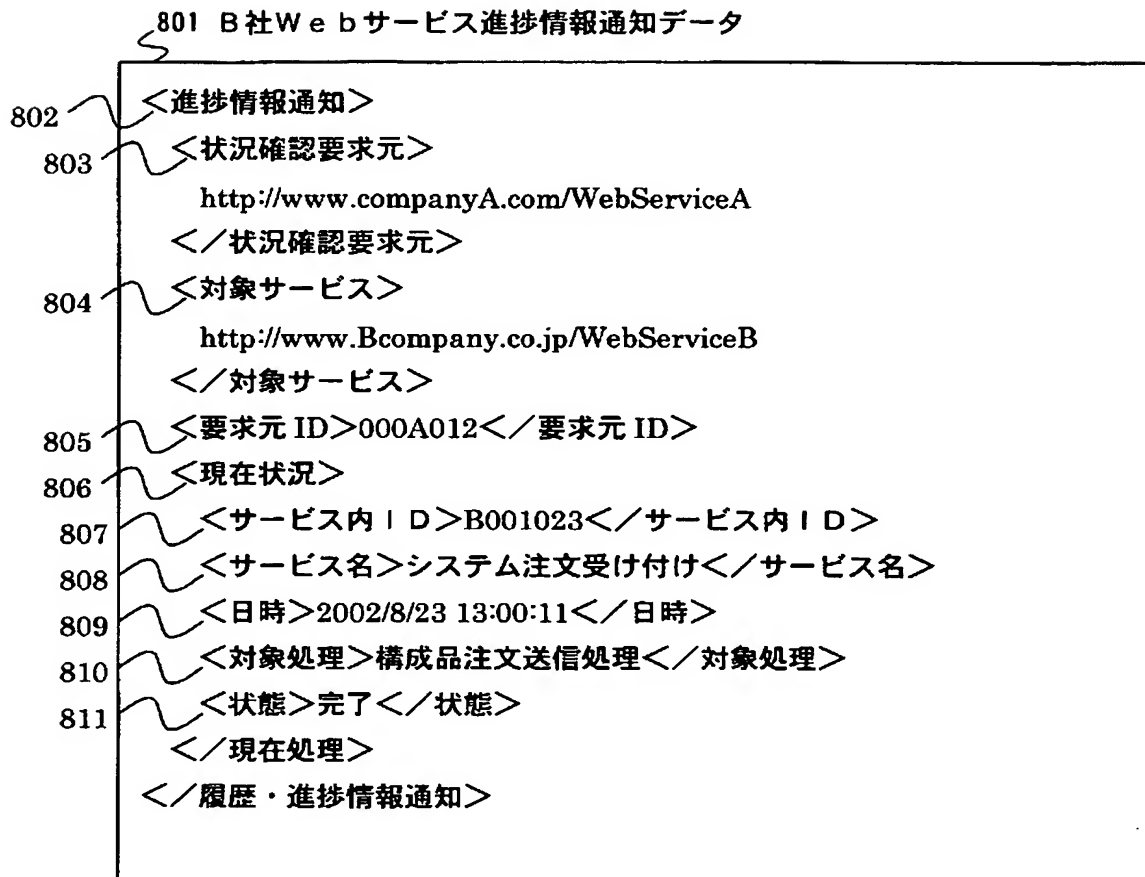 801 B社Webサービス進捗情報通知データ
802 <進捗情報通知>
803 <状況確認要求元>
http://www.companyA.com/WebServiceA
</状況確認要求元>
804 <対象サービス>
http://www.Bcompany.co.jp/WebServiceB
</対象サービス>
805 <要求元 ID>000A012</要求元 ID>
806 <現在状況>
807 <サービス内ID>B001023</サービス内ID>
808 <サービス名>システム注文受け付け</サービス名>
809 <日時>2002/8/23 13:00:11</日時>
810 <対象処理>構成品注文送信処理</対象処理>
811 <状態>完了</状態>
</現在処理>
</履歴・進捗情報通知>